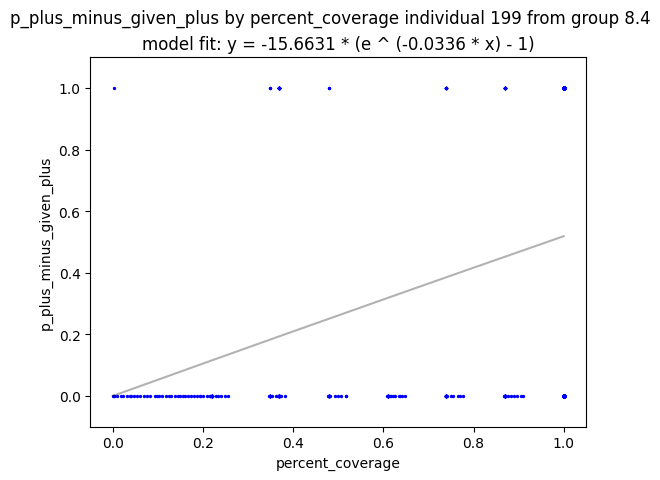 p_plus_minus_given_plus by percent_coverage individual 199 from group 8.4
model fit: y = -15.6631 * (e ^ (-0.0336 * x) - 1)
1.0
0.8
0.6
0.4
0.2
0.0
p_plus_minus_given_plus
0.0 0.2 0.4 0.6 0.8 1.0
percent_coverage